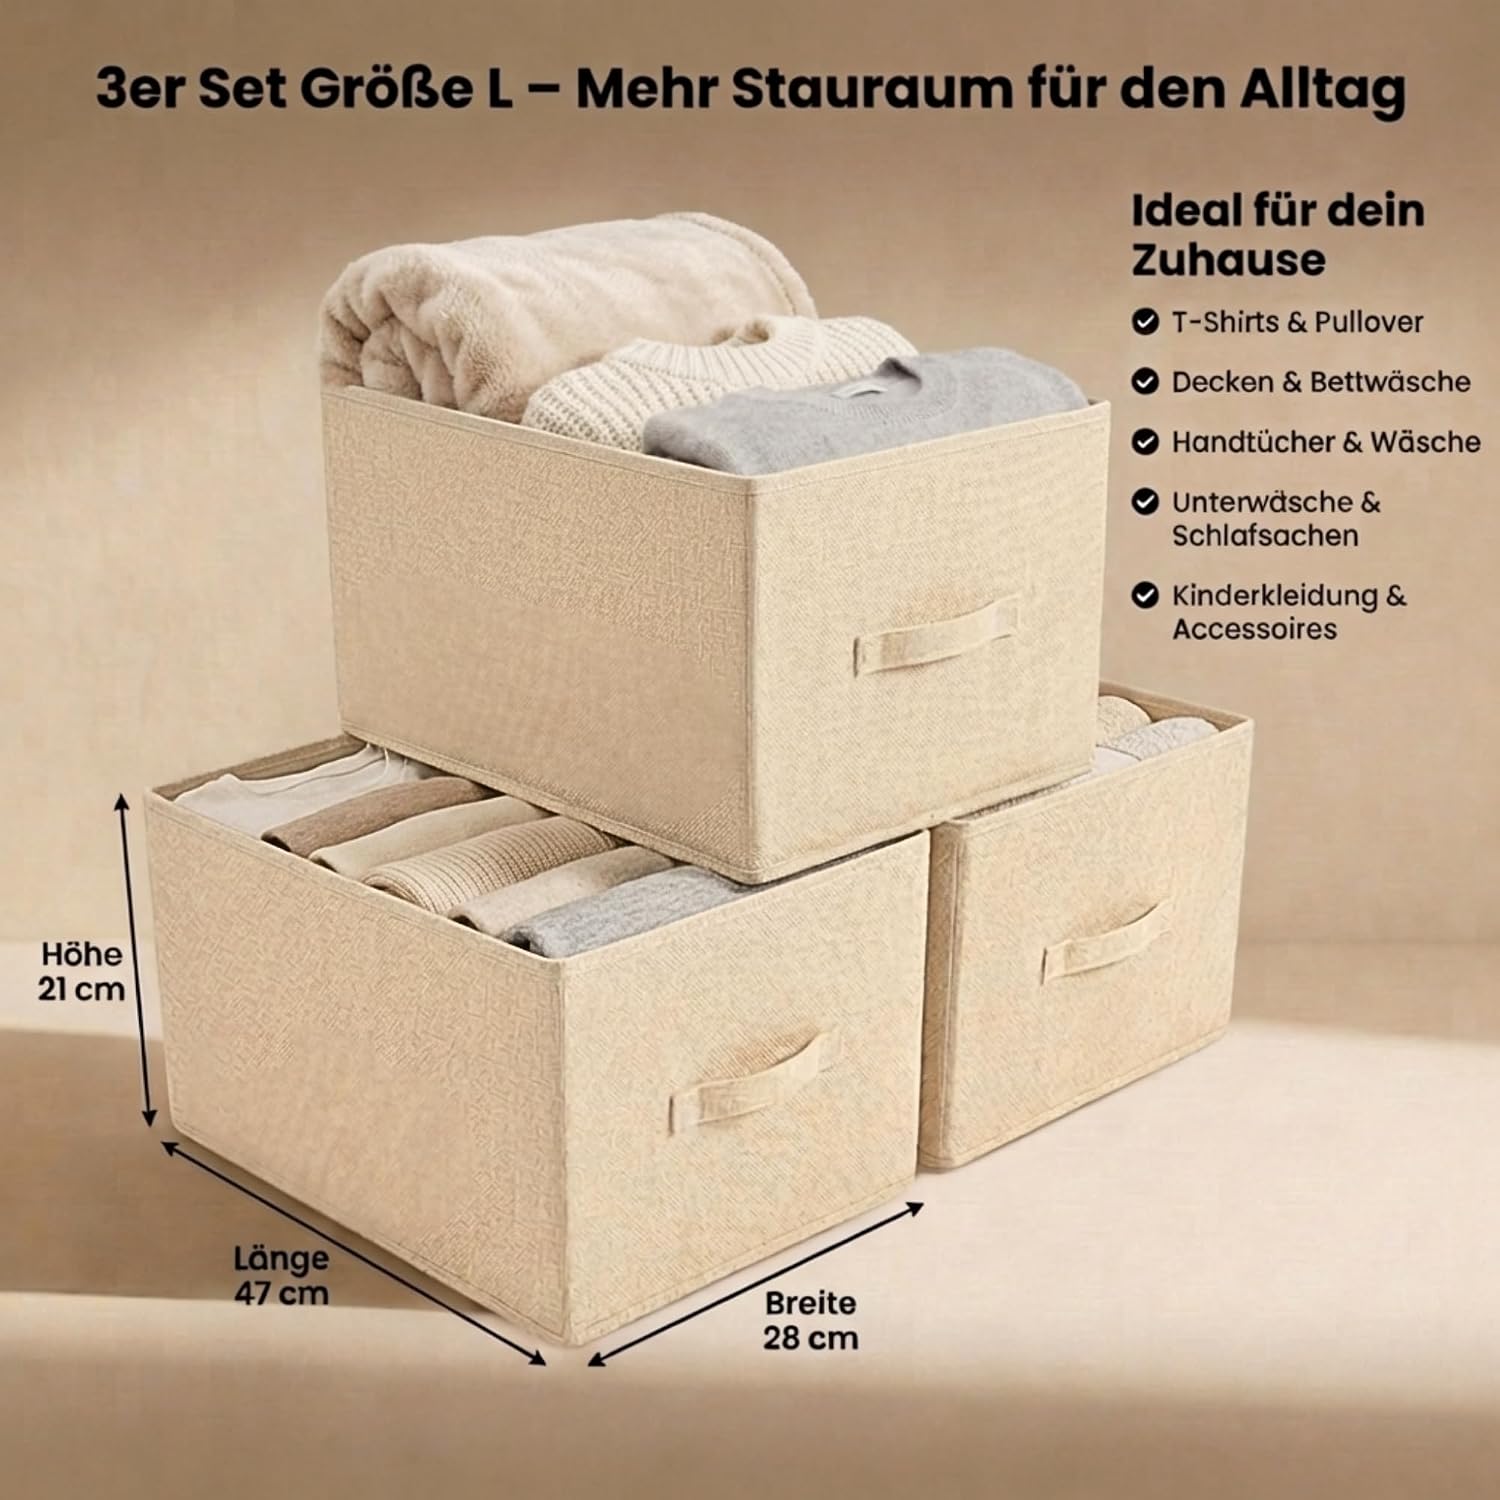 3er Set Größe L – Mehr Stauraum für den Alltag
Ideal für dein
Zuhause
T-Shirts & Pullover
Decken & Bettwäsche
Handtücher & Wäsche
Unterwäsche &
Schlafsachen
Kinderkleidung &
Accessoires
Höhe
21 cm
Länge
47 cm
Breite
28 cm